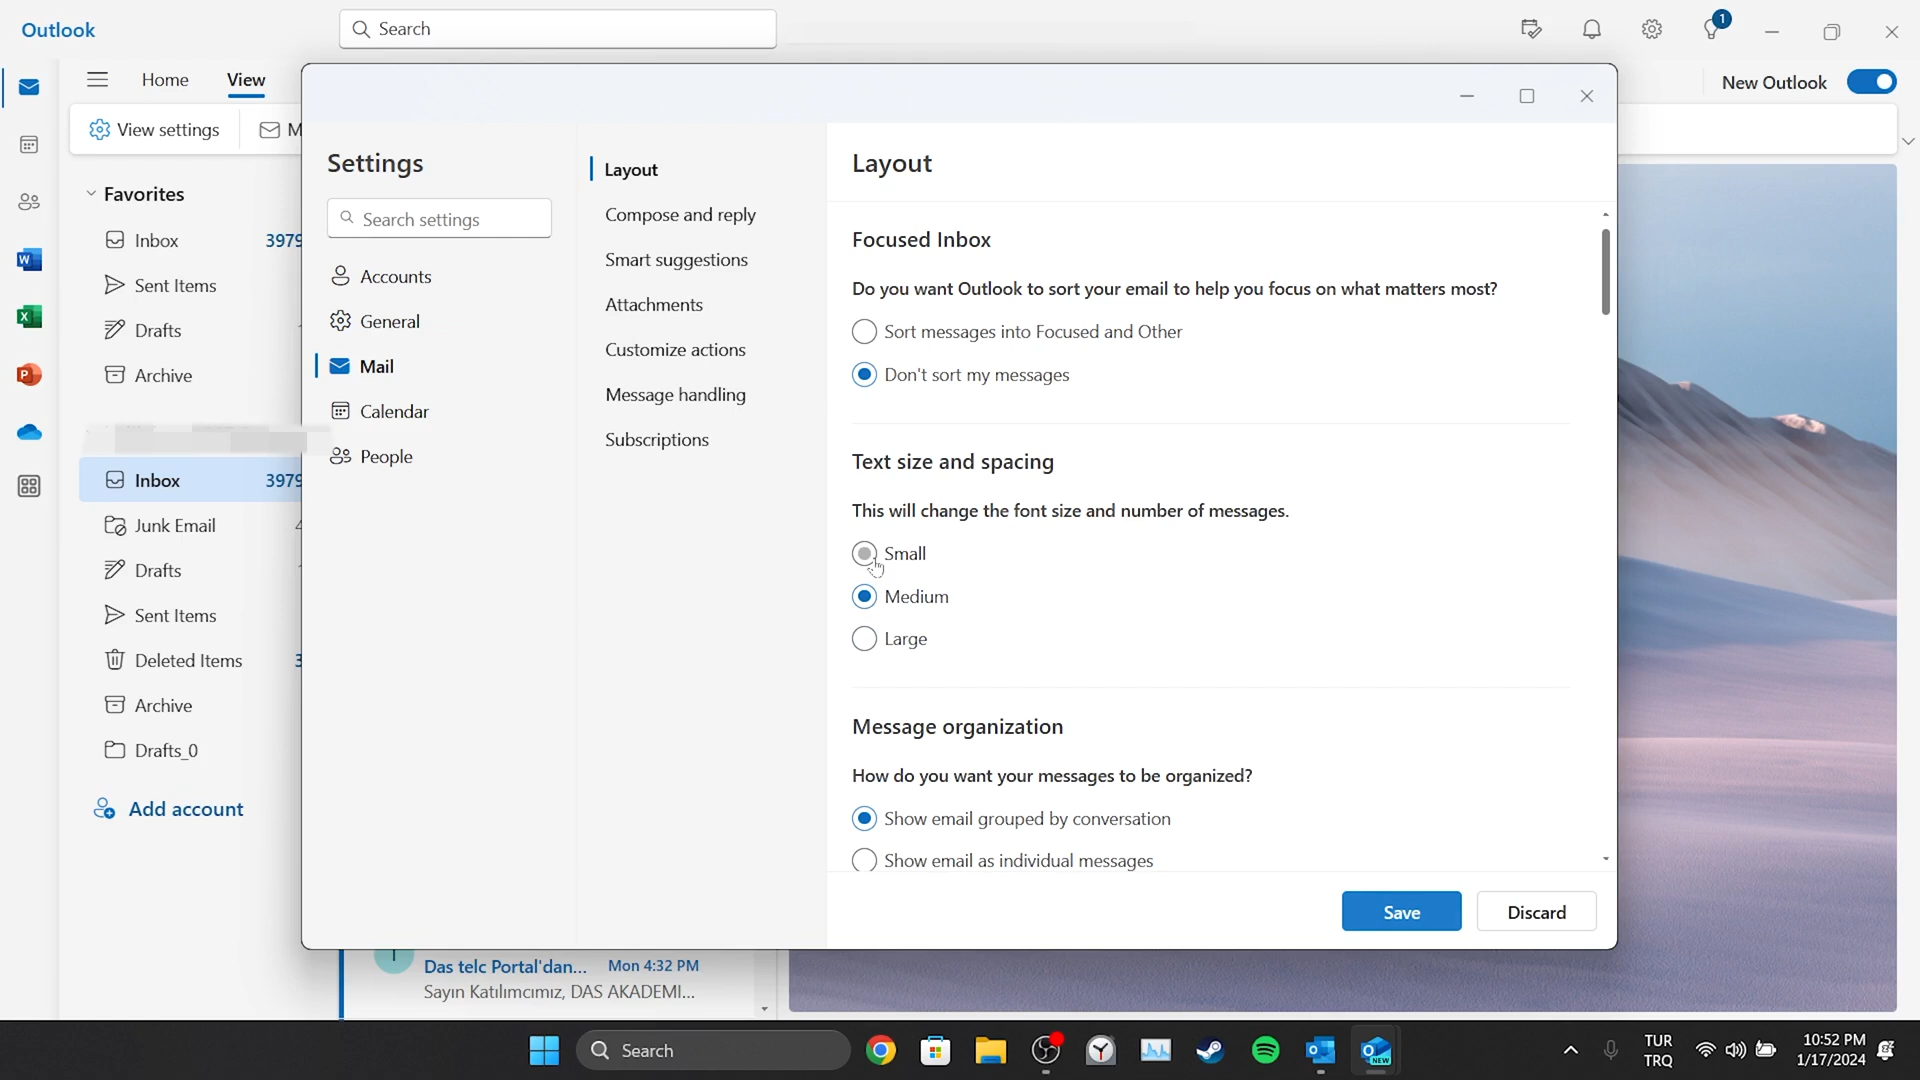 Outlook
Search
1
Home
View
New Outlook
View settings
M
Favorites
Inbox 3979
Sent Items
Drafts
Archive
Inbox 3979
Junk Email
Drafts
Sent Items
Deleted Items
Archive
Drafts_0
Add account
Settings
Search settings
Accounts
General
Mail
Calendar
People
Layout
Compose and reply
Smart suggestions
Attachments
Customize actions
Message handling
Subscriptions
Layout
Focused Inbox
Do you want Outlook to sort your email to help you focus on what matters most?
Sort messages into Focused and Other
Don't sort my messages
Text size and spacing
This will change the font size and number of messages.
Small
Medium
Large
Message organization
How do you want your messages to be organized?
Show email grouped by conversation
Show email as individual messages
Save
Discard
Das telc Portal'dan... Mon 4:32 PM
Sayın Katılımcımız, DAS AKADEMI...
Search
NEW
TUR
TRQ
10:52 PM
1/17/2024